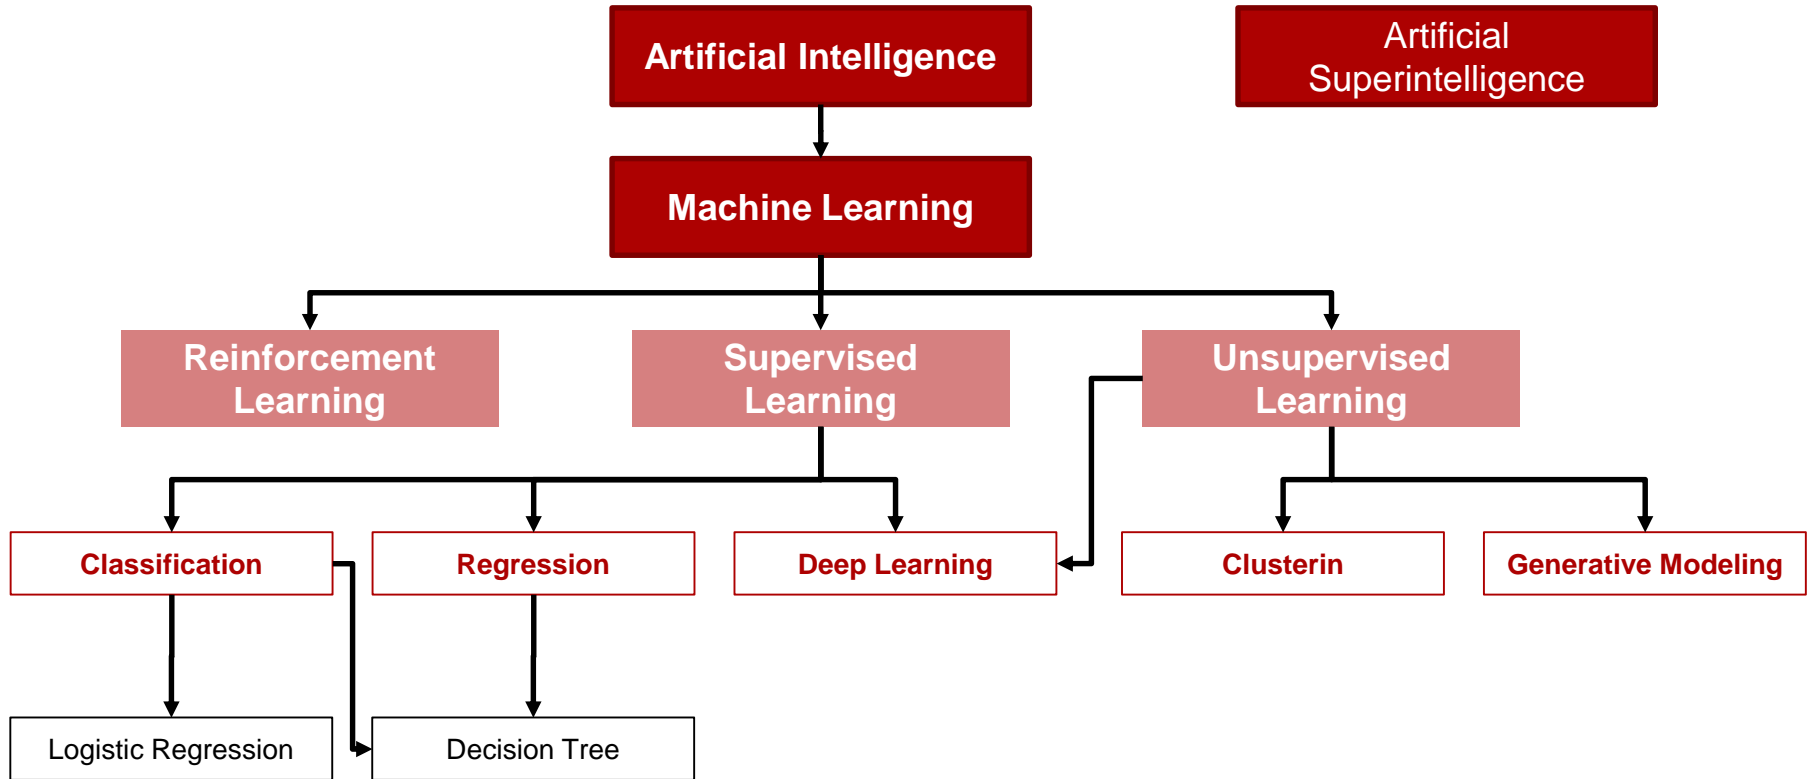 Artificial Intelligence
Artificial
Superintelligence
Machine Learning
Reinforcement
Learning
Supervised
Learning
Unsupervised
Learning
Classification
Regression
Deep Learning
Clusterin
Generative Modeling
Logistic Regression
Decision Tree